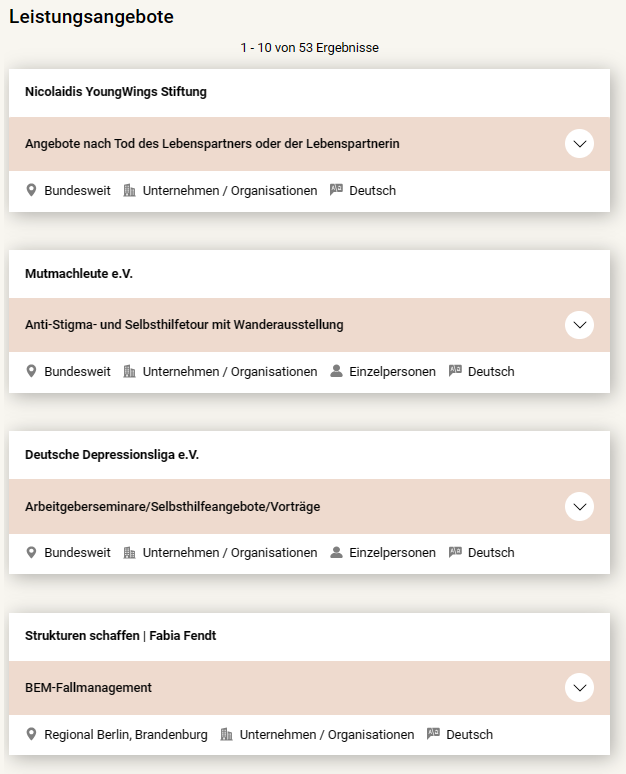 Leistungsangebote
1 - 10 von 53 Ergebnisse
Nicolaidis YoungWings Stiftung
Angebote nach Tod des Lebenspartners oder der Lebenspartnerin
Bundesweit Unternehmen / Organisationen Deutsch
Mutmachleute e.V.
Anti-Stigma- und Selbsthilfetour mit Wanderausstellung
Bundesweit Unternehmen / Organisationen Einzelpersonen Deutsch
Deutsche Depressionsliga e.V.
Arbeitgeberseminare/Selbsthilfeangebote/Vorträge
Bundesweit Unternehmen / Organisationen Einzelpersonen Deutsch
Strukturen schaffen | Fabia Fendt
BEM-Fallmanagement
Regional Berlin, Brandenburg Unternehmen / Organisationen Deutsch